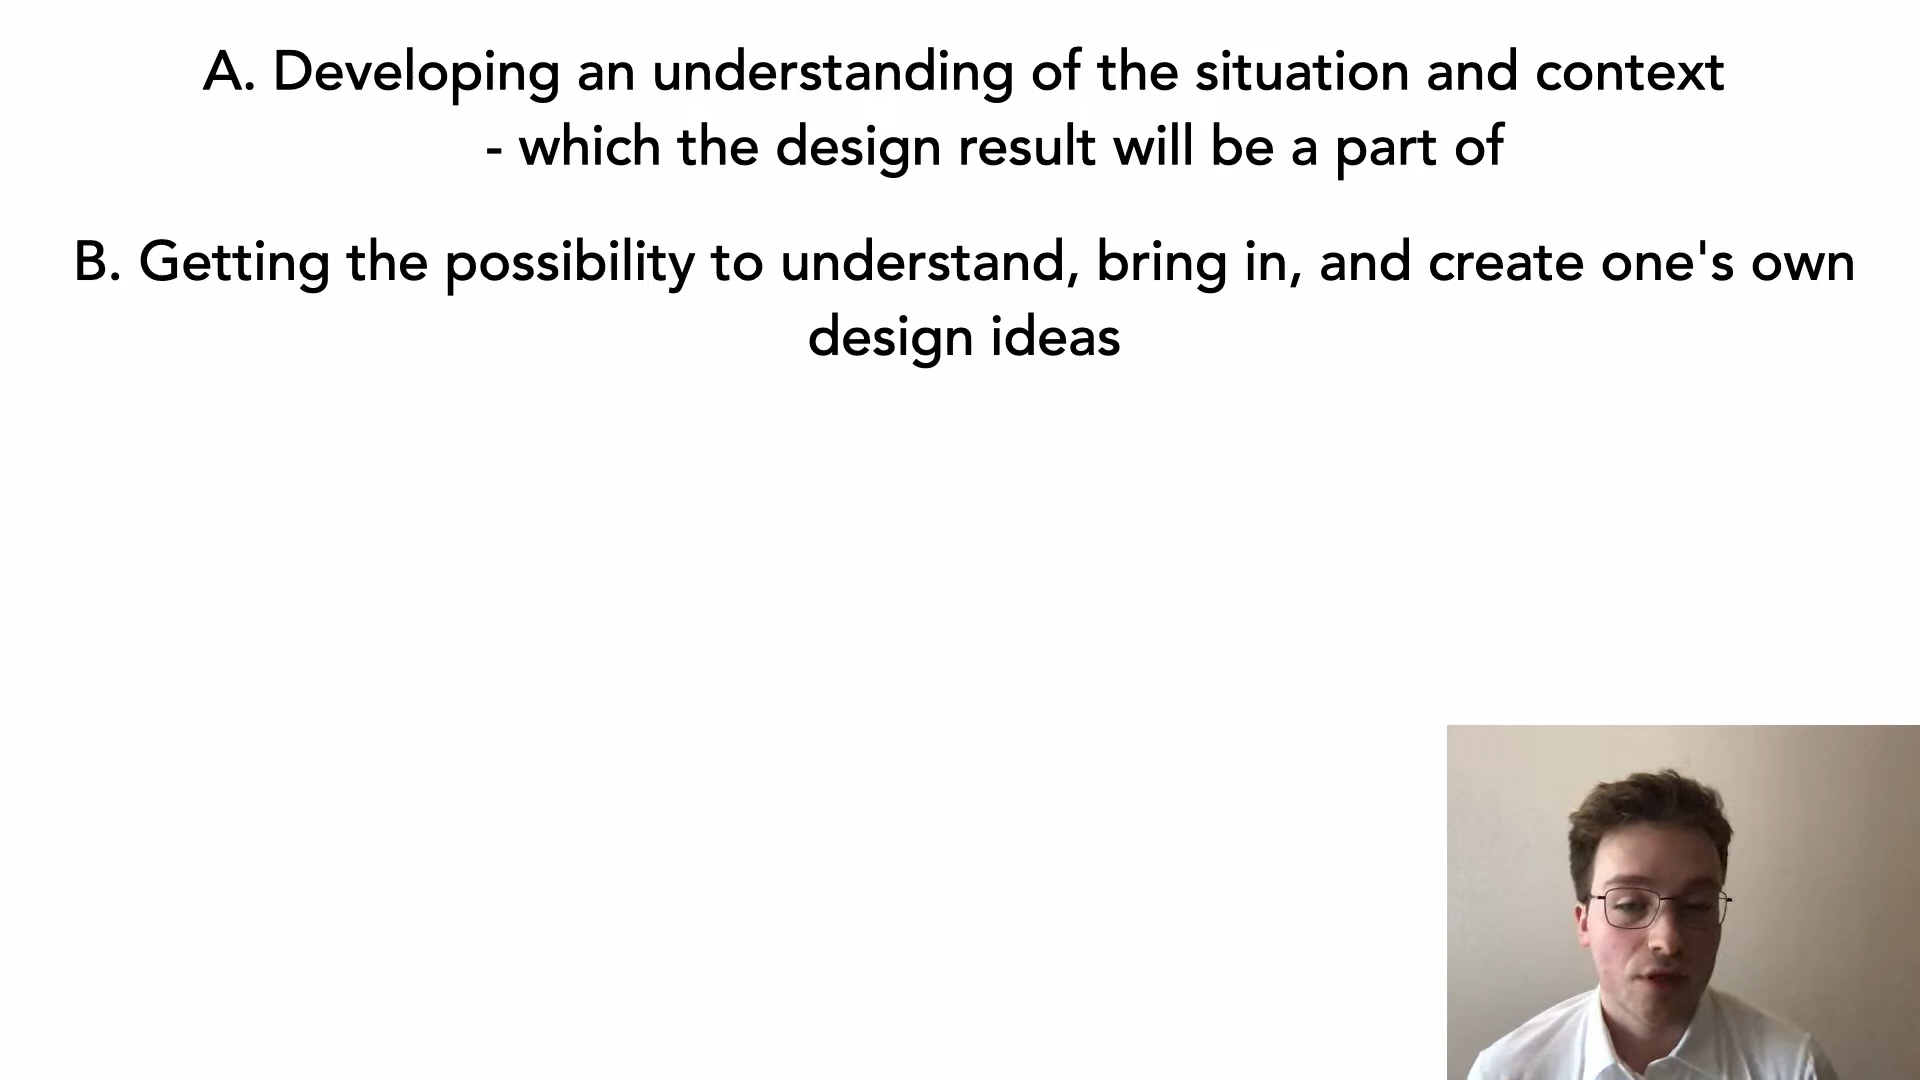 A. Developing an understanding of the situation and context
- which the design result will be a part of
B. Getting the possibility to understand, bring in, and create one's own
design ideas